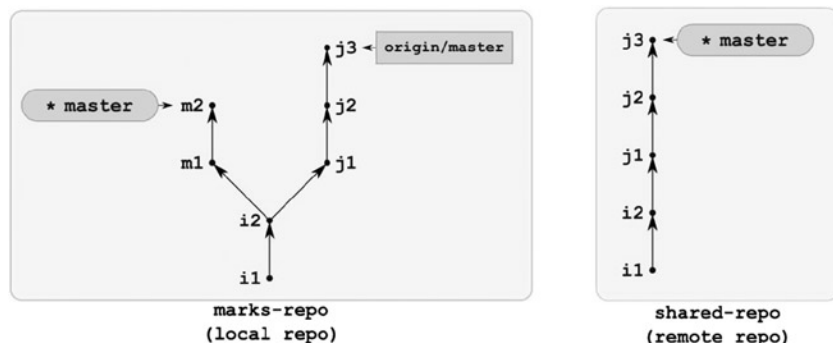 j3
origin/master
* master
m2
j2
m1
j1
i2
i1
marks-repo
(local repo)
j3
* master
j2
j1
i2
i1
shared-repo
(remote repo)